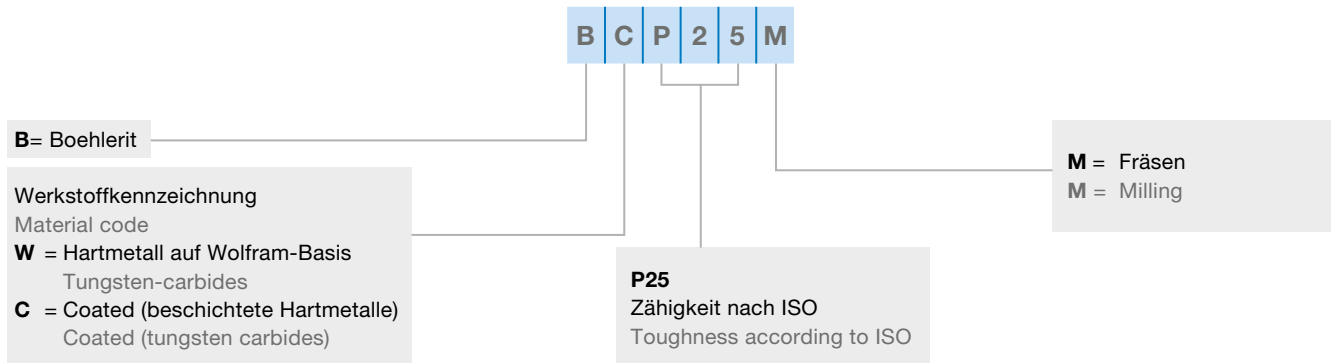 B C P 2 5 M
B= Boehlerit
Werkstoffkennzeichnung
Material code
W = Hartmetall auf Wolfram-Basis
Tungsten-carbides
C = Coated (beschichtete Hartmetalle)
Coated (tungsten carbides)
P25
Zähigkeit nach ISO
Toughness according to ISO
M = Fräsen
M = Milling